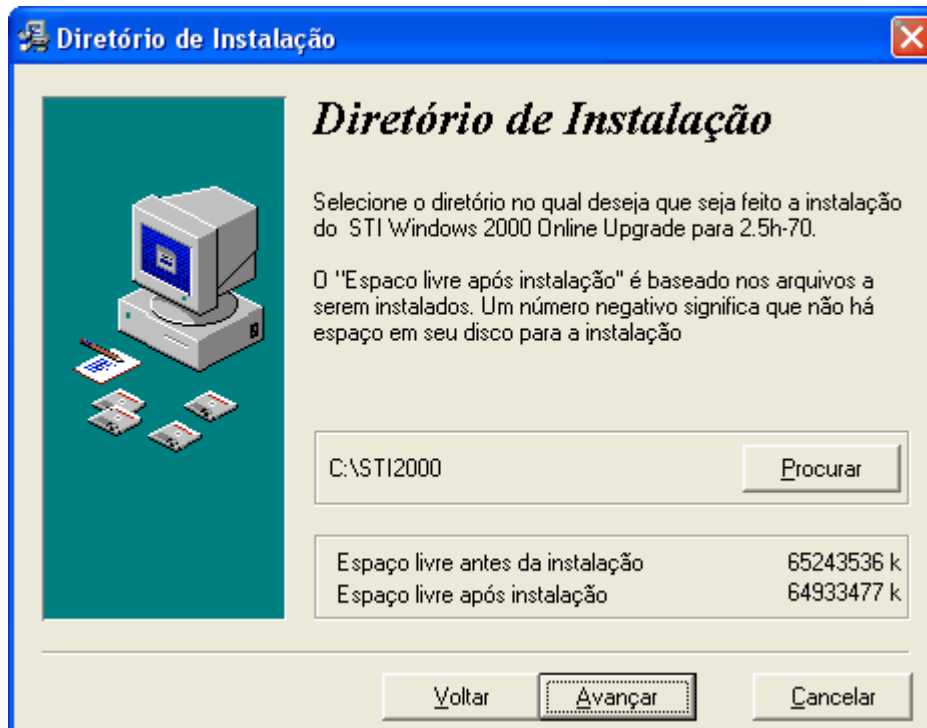 Diretório de Instalação
Diretório de Instalação
Selecione o diretório no qual deseja que seja feito a instalação
do  STI Windows 2000 Online Upgrade para 2.5h-70.
O "Espaco livre após instalação" é baseado nos arquivos a
serem instalados. Um número negativo significa que não há
espaço em seu disco para a instalação
C:\STI2000
Procurar
Espaço livre antes da instalação 65243536 k
Espaço livre após instalação 64933477 k
Voltar Avançar Cancelar